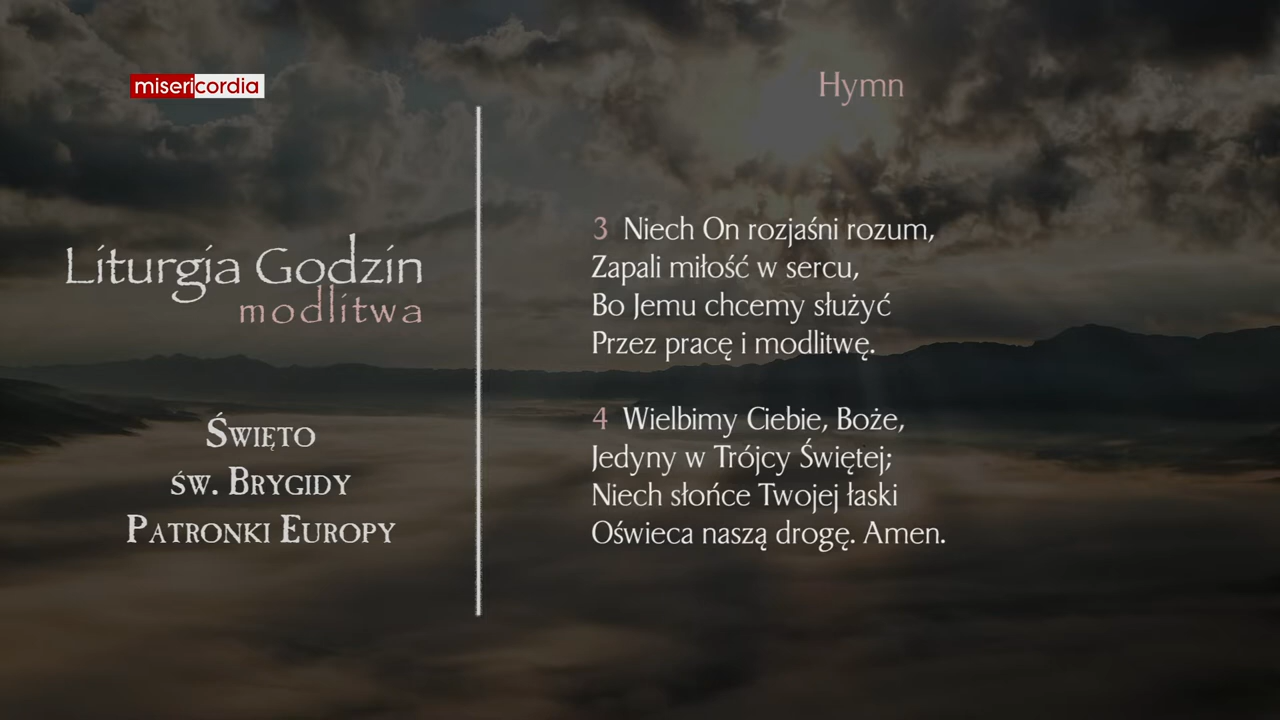 misericordia
Liturgia Godzin
modlitwa
Święto
św. Brygidy
Patronki Europy
Hymn
3 Niech On rozjaśni rozum,
Zapali miłość w sercu,
Bo Jemu chcemy służyć
Przez pracę i modlitwę.
4 Wielbimy Ciebie, Boże,
Jedyny w Trójcy Świętej;
Niech słońce Twojej łaski
Oświeca naszą drogę. Amen.